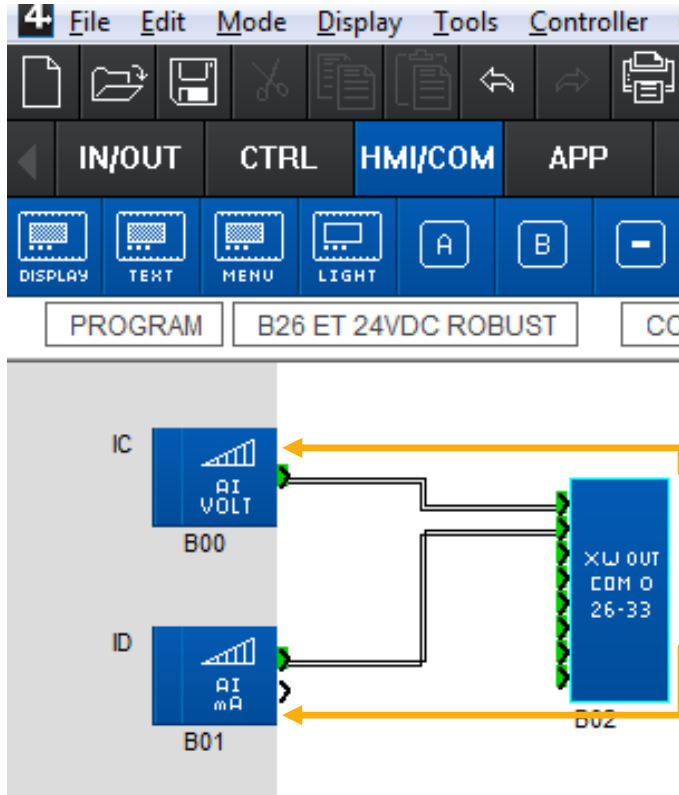 4 File Edit Mode Display Tools Controller
IN/OUT CTRL HMI/COM APP
DISPLAY TEXT MENU LIGHT A B -
PROGRAM B26 ET 24VDC ROBUST CO
IC
AI
VOLT
B00
XW OUT
COM O
26-33
B02
ID
AI
mA
B01